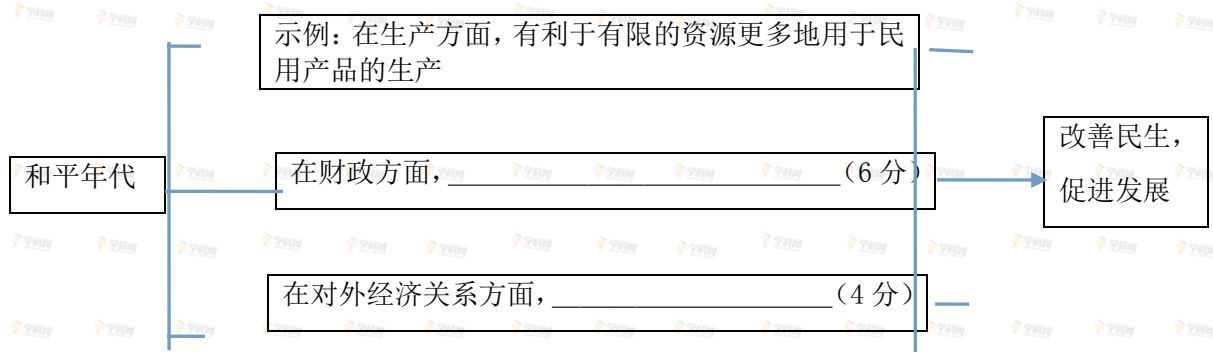 示例：在生产方面，有利于有限的资源更多地用于民
用产品的生产
和平年代
在财政方面，____________________________（6 分）
改善民生，
促进发展
在对外经济关系方面，____________________（4 分）